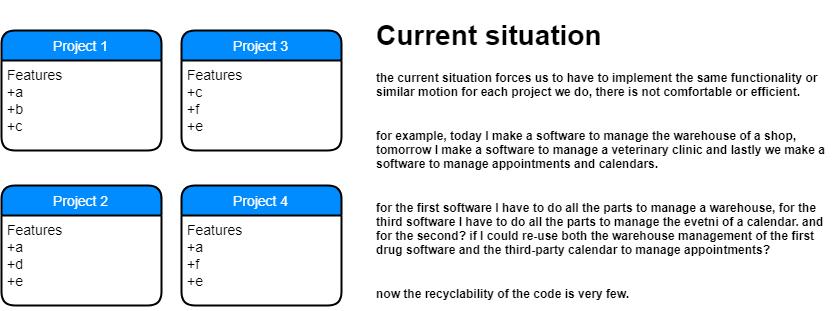 Project 1
Features
+a
+b
+c
Project 3
Features
+c
+f
+e
Project 2
Features
+a
+d
+e
Project 4
Features
+a
+f
+e
Current situation
the current situation forces us to have to implement the same functionality or
similar motion for each project we do, there is not comfortable or efficient.
for example, today I make a software to manage the warehouse of a shop,
tomorrow I make a software to manage a veterinary clinic and lastly we make a
software to manage appointments and calendars.
for the first software I have to do all the parts to manage a warehouse, for the
third software I have to do all the parts to manage the evetni of a calendar. and
for the second? if I could re-use both the warehouse management of the first
drug software and the third-party calendar to manage appointments?
now the recyclability of the code is very few.